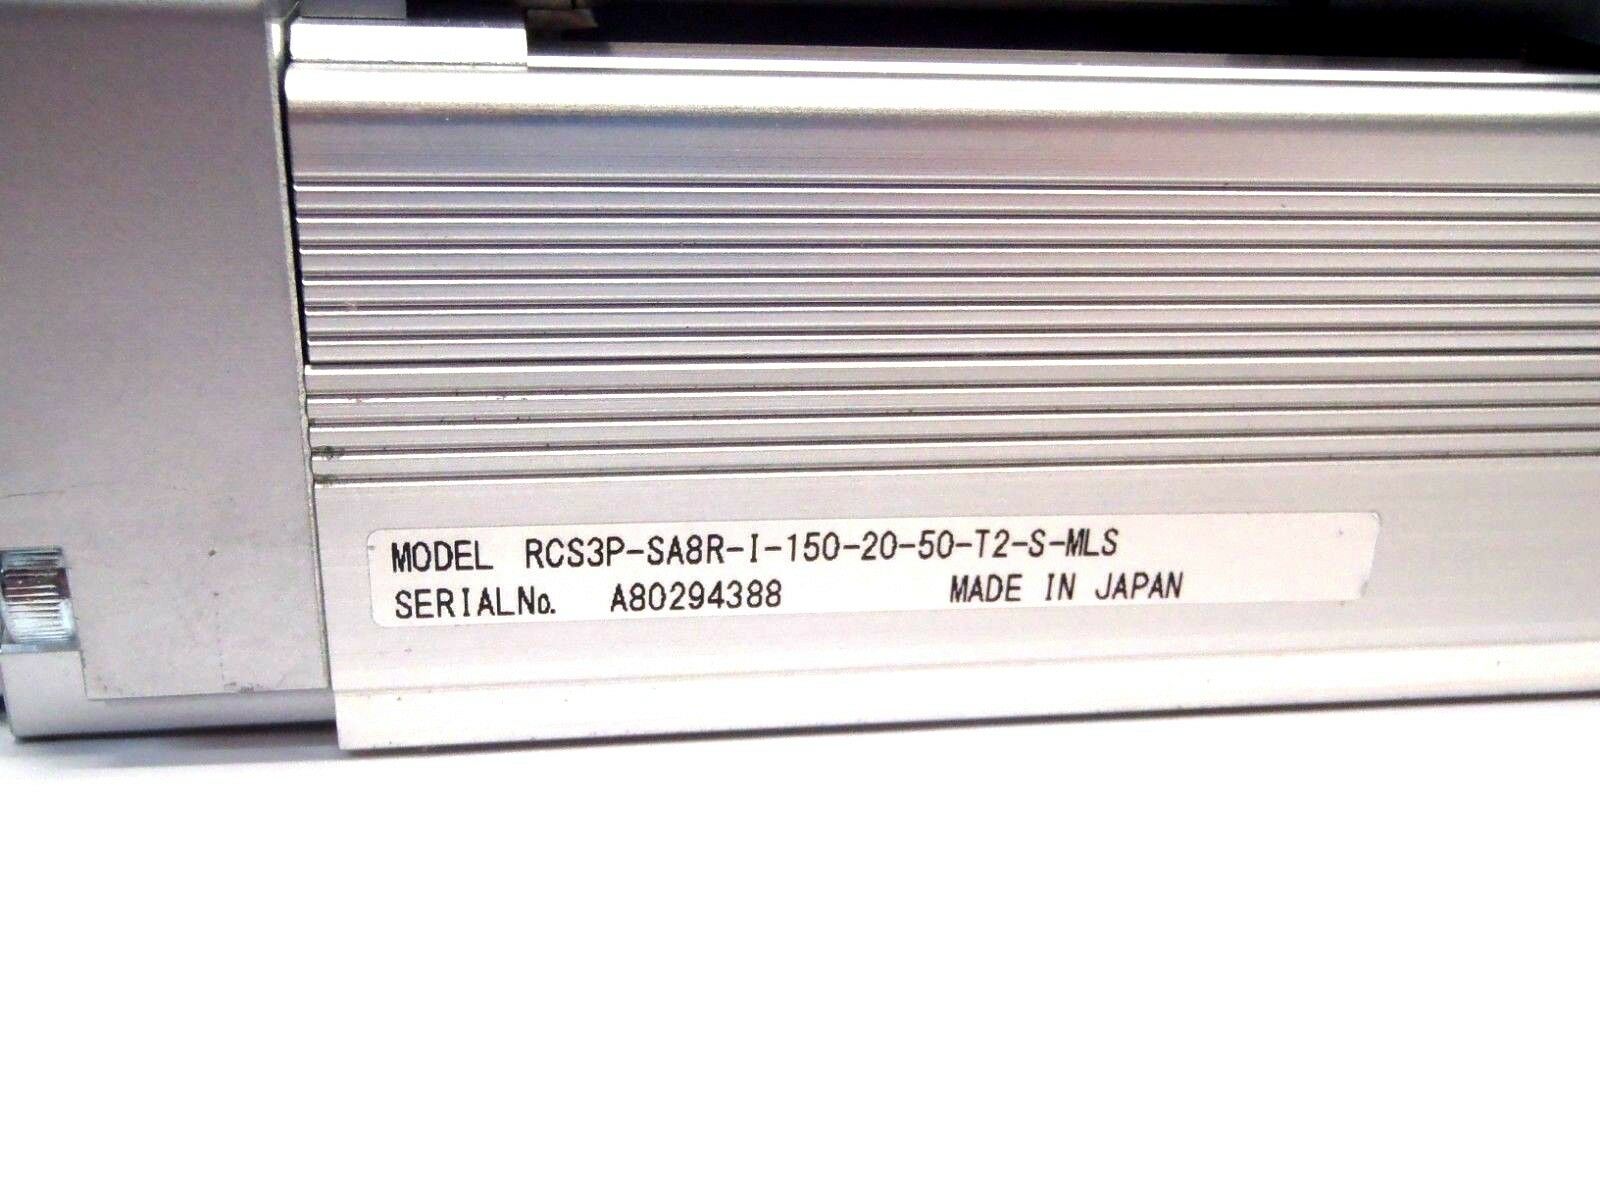 MODEL RCS3P-SA8R-I-150-20-50-T2-S-MLS
SERIALNo. A80294388 MADE IN JAPAN